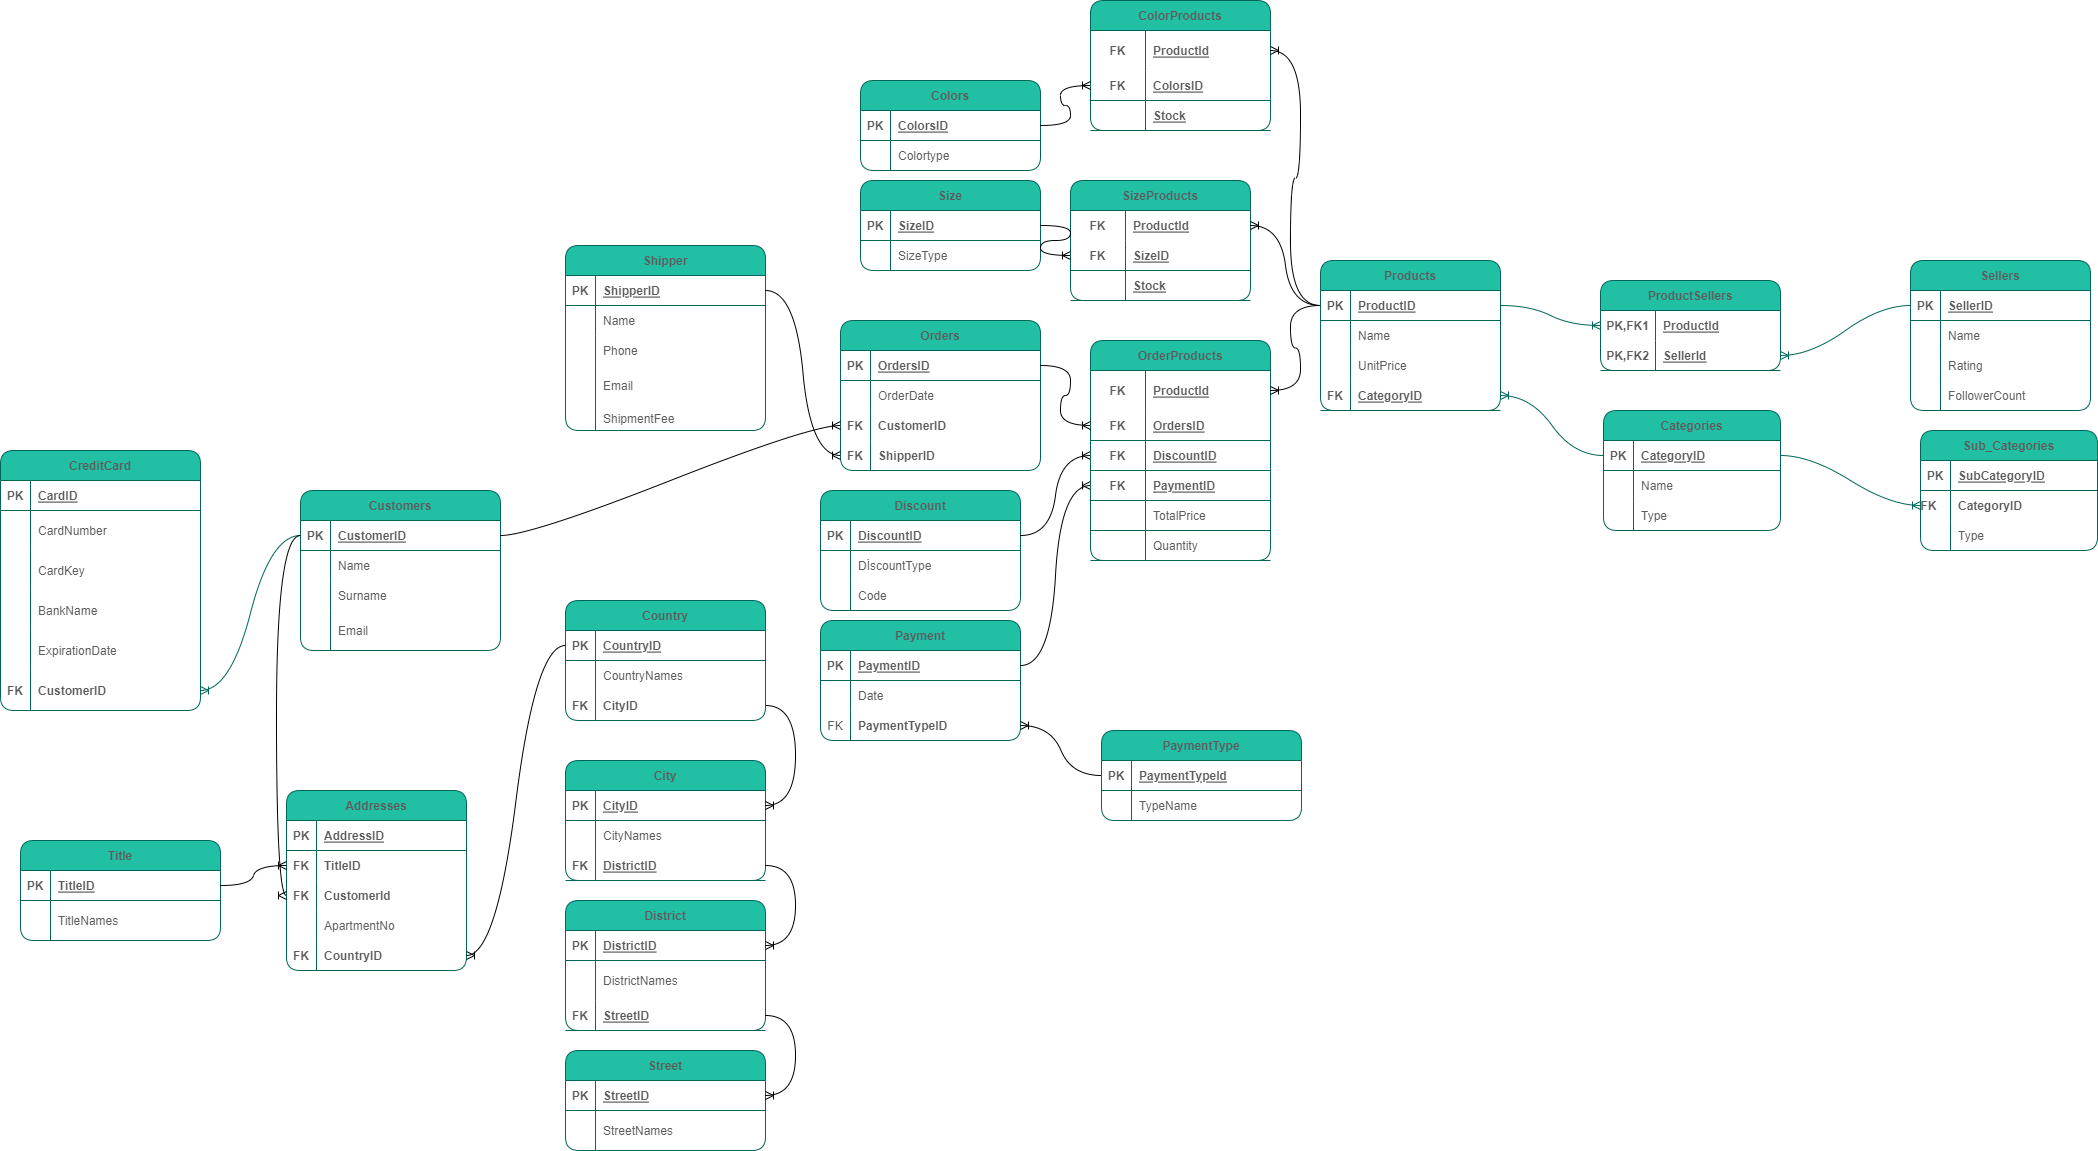 ColorProducts
FK ProductId
FK ColorsID
Stock
Colors
PK ColorsID
Colortype
Size
PK SizeID
SizeType
SizeProducts
FK ProductId
FK SizeID
Stock
Shipper
PK ShipperID
Name
Phone
Email
ShipmentFee
Orders
PK OrdersID
OrderDate
FK CustomerID
FK ShipperID
OrderProducts
FK ProductId
FK OrdersID
FK DiscountID
FK PaymentID
TotalPrice
Quantity
Products
PK ProductID
Name
UnitPrice
FK CategoryID
ProductSellers
PK,FK1 ProductId
PK,FK2 SellerId
Sellers
PK SellerID
Name
Rating
FollowerCount
Categories
PK CategoryID
Name
Type
Sub_Categories
PK SubCategoryID
FK CategoryID
Type
CreditCard
PK CardID
CardNumber
CardKey
BankName
ExpirationDate
FK CustomerID
Customers
PK CustomerID
Name
Surname
Email
Discount
PK DiscountID
DİscountType
Code
Country
PK CountryID
CountryNames
FK CityID
Payment
PK PaymentID
Date
FK PaymentTypeID
PaymentType
PK PaymentTypeId
TypeName
City
PK CityID
CityNames
FK DistrictID
Addresses
PK AddressID
FK TitleID
FK CustomerId
ApartmentNo
FK CountryID
Title
PK TitleID
TitleNames
District
PK DistrictID
DistrictNames
FK StreetID
Street
PK StreetID
StreetNames